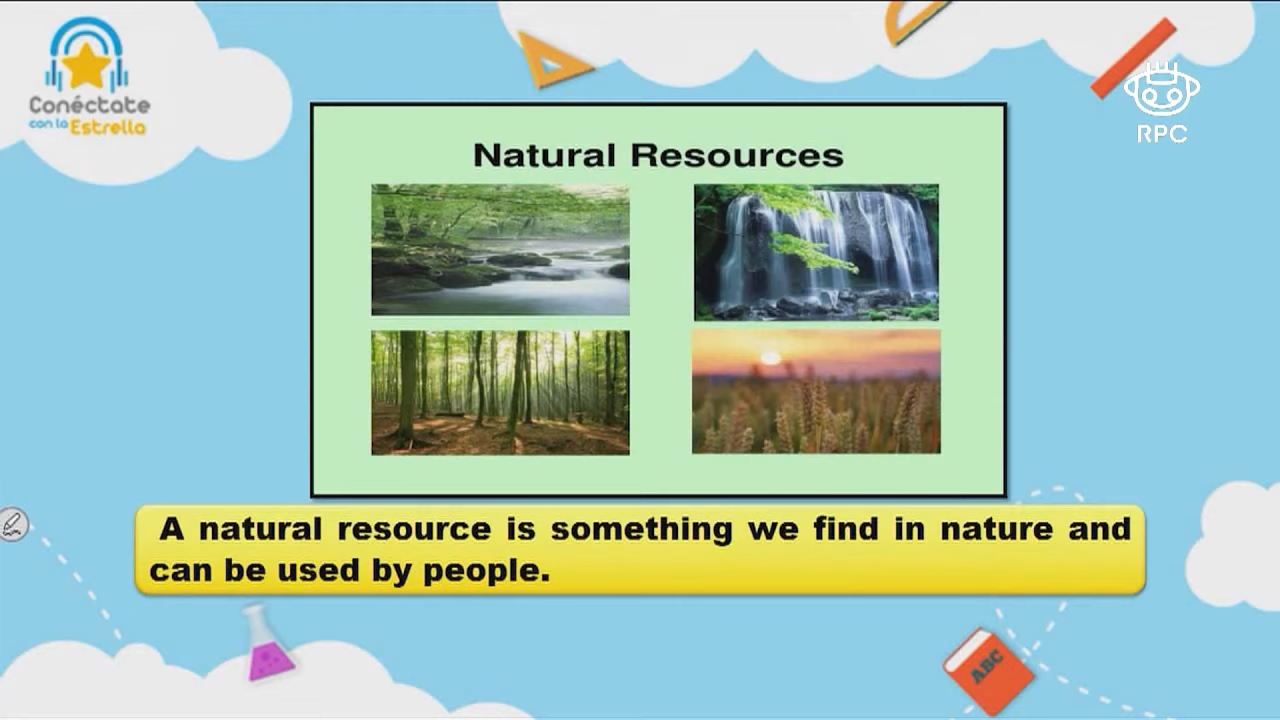 Conéctate
con la Estrella
RPC
Natural Resources
A natural resource is something we find in nature and
can be used by people.
ABC